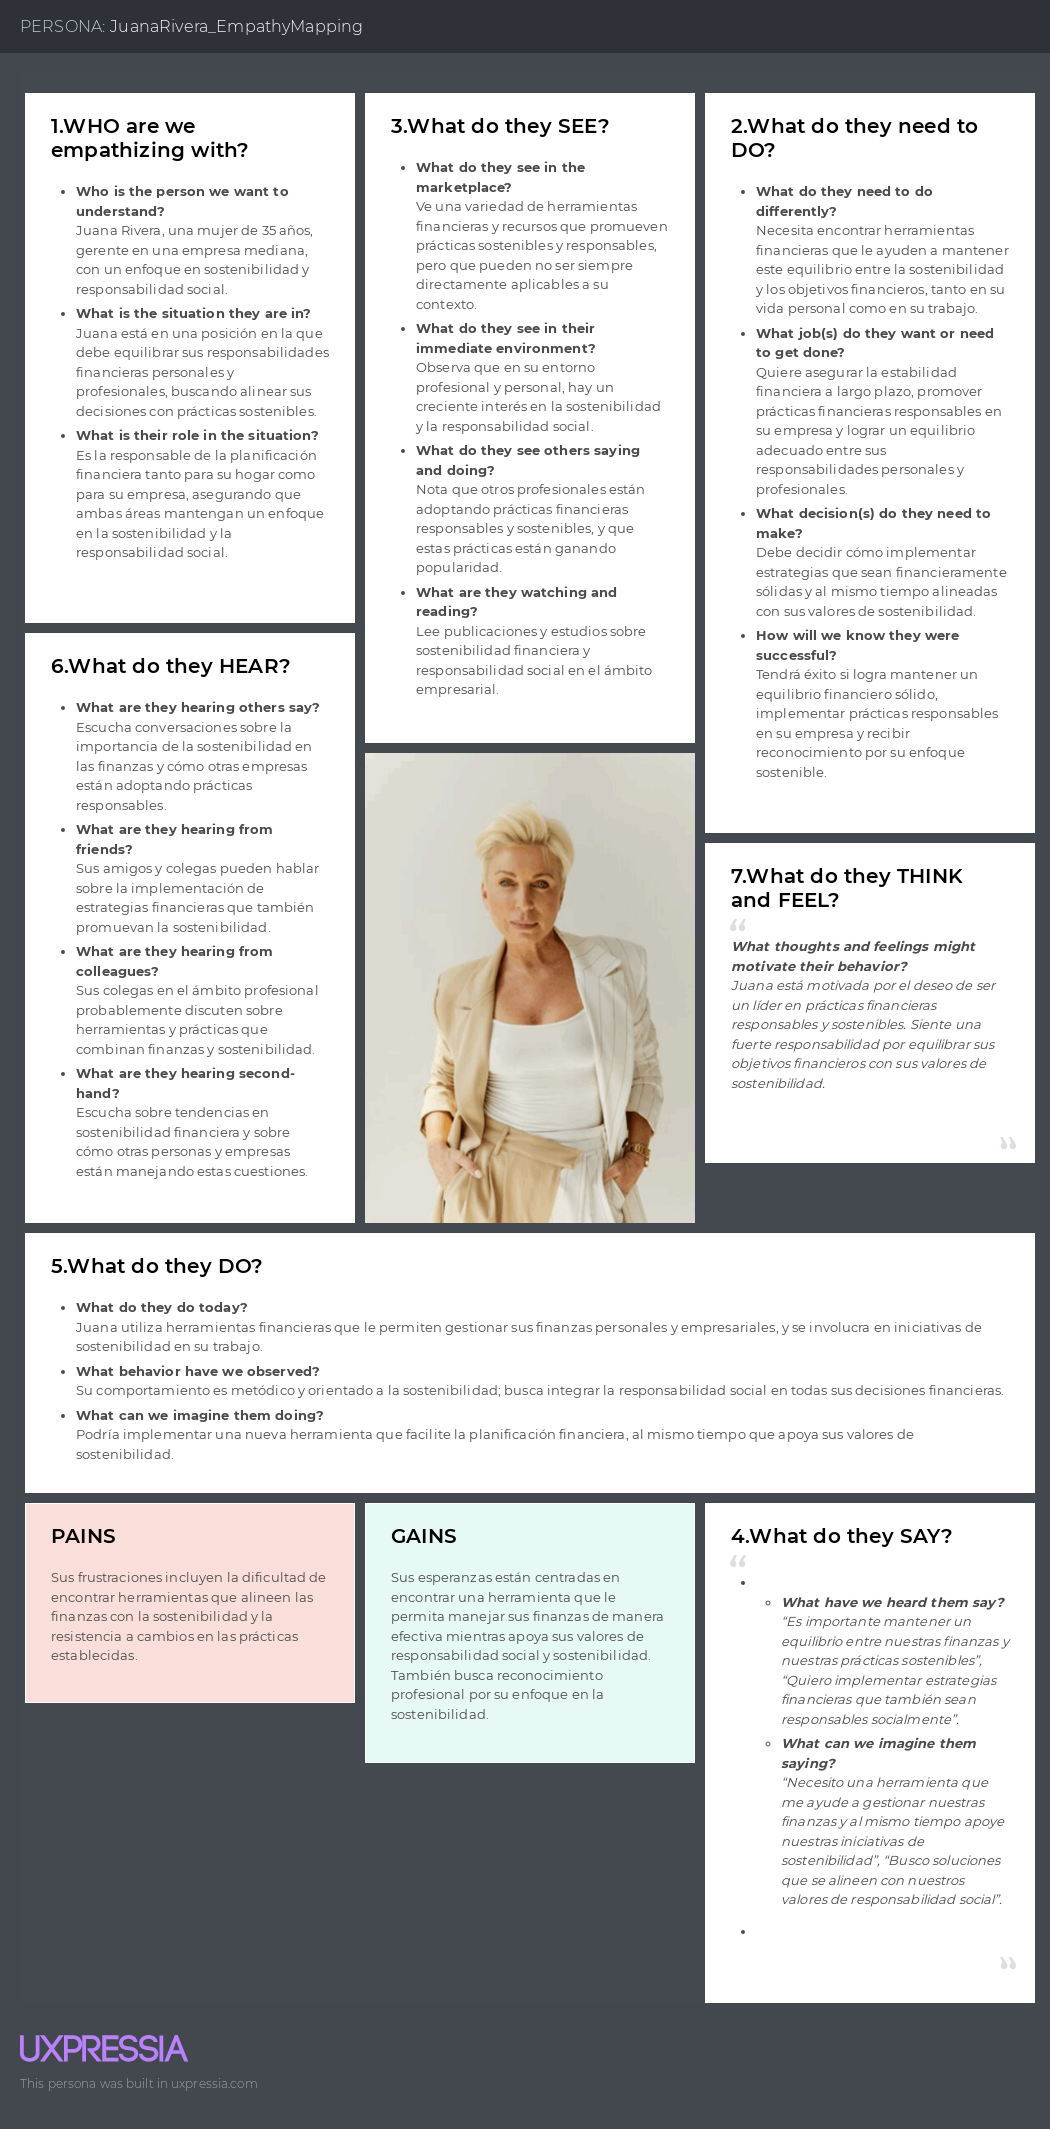 PERSONA: JuanaRivera_EmpathyMapping
1.WHO are we
empathizing with?
Who is the person we want to
understand?
Juana Rivera, una mujer de 35 años,
gerente en una empresa mediana,
con un enfoque en sostenibilidad y
responsabilidad social.
What is the situation they are in?
Juana está en una posición en la que
debe equilibrar sus responsabilidades
financieras personales y
profesionales, buscando alinear sus
decisiones con prácticas sostenibles.
What is their role in the situation?
Es la responsable de la planificación
financiera tanto para su hogar como
para su empresa, asegurando que
ambas áreas mantengan un enfoque
en la sostenibilidad y la
responsabilidad social.
3.What do they SEE?
What do they see in the
marketplace?
Ve una variedad de herramientas
financieras y recursos que promueven
prácticas sostenibles y responsables,
pero que pueden no ser siempre
directamente aplicables a su
contexto.
What do they see in their
immediate environment?
Observa que en su entorno
profesional y personal, hay un
creciente interés en la sostenibilidad
y la responsabilidad social.
What do they see others saying
and doing?
Nota que otros profesionales están
adoptando prácticas financieras
responsables y sostenibles, y que
estas prácticas están ganando
popularidad.
What are they watching and
reading?
Lee publicaciones y estudios sobre
sostenibilidad financiera y
responsabilidad social en el ámbito
empresarial.
2.What do they need to
DO?
What do they need to do
differently?
Necesita encontrar herramientas
financieras que le ayuden a mantener
este equilibrio entre la sostenibilidad
y los objetivos financieros, tanto en su
vida personal como en su trabajo.
What job(s) do they want or need
to get done?
Quiere asegurar la estabilidad
financiera a largo plazo, promover
prácticas financieras responsables en
su empresa y lograr un equilibrio
adecuado entre sus
responsabilidades personales y
profesionales.
What decision(s) do they need to
make?
Debe decidir cómo implementar
estrategias que sean financieramente
sólidas y al mismo tiempo alineadas
con sus valores de sostenibilidad.
How will we know they were
successful?
Tendrá éxito si logra mantener un
equilibrio financiero sólido,
implementar prácticas responsables
en su empresa y recibir
reconocimiento por su enfoque
sostenible.
6.What do they HEAR?
What are they hearing others say?
Escucha conversaciones sobre la
importancia de la sostenibilidad en
las finanzas y cómo otras empresas
están adoptando prácticas
responsables.
What are they hearing from
friends?
Sus amigos y colegas pueden hablar
sobre la implementación de
estrategias financieras que también
promuevan la sostenibilidad.
What are they hearing from
colleagues?
Sus colegas en el ámbito profesional
probablemente discuten sobre
herramientas y prácticas que
combinan finanzas y sostenibilidad.
What are they hearing second-
hand?
Escucha sobre tendencias en
sostenibilidad financiera y sobre
cómo otras personas y empresas
están manejando estas cuestiones.
7.What do they THINK
and FEEL?
“
What thoughts and feelings might
motivate their behavior?
Juana está motivada por el deseo de ser
un líder en prácticas financieras
responsables y sostenibles. Siente una
fuerte responsabilidad por equilibrar sus
objetivos financieros con sus valores de
sostenibilidad.
”
5.What do they DO?
What do they do today?
Juana utiliza herramientas financieras que le permiten gestionar sus finanzas personales y empresariales, y se involucra en iniciativas de
sostenibilidad en su trabajo.
What behavior have we observed?
Su comportamiento es metódico y orientado a la sostenibilidad; busca integrar la responsabilidad social en todas sus decisiones financieras.
What can we imagine them doing?
Podría implementar una nueva herramienta que facilite la planificación financiera, al mismo tiempo que apoya sus valores de
sostenibilidad.
PAINS
Sus frustraciones incluyen la dificultad de
encontrar herramientas que alineen las
finanzas con la sostenibilidad y la
resistencia a cambios en las prácticas
establecidas.
GAINS
Sus esperanzas están centradas en
encontrar una herramienta que le
permita manejar sus finanzas de manera
efectiva mientras apoya sus valores de
responsabilidad social y sostenibilidad.
También busca reconocimiento
profesional por su enfoque en la
sostenibilidad.
4.What do they SAY?
“
What have we heard them say?
“Es importante mantener un
equilibrio entre nuestras finanzas y
nuestras prácticas sostenibles”,
“Quiero implementar estrategias
financieras que también sean
responsables socialmente”.
What can we imagine them
saying?
“Necesito una herramienta que
me ayude a gestionar nuestras
finanzas y al mismo tiempo apoye
nuestras iniciativas de
sostenibilidad”, “Busco soluciones
que se alineen con nuestros
valores de responsabilidad social”.
”
UXPRESSIA
This persona was built in uxpressia.com